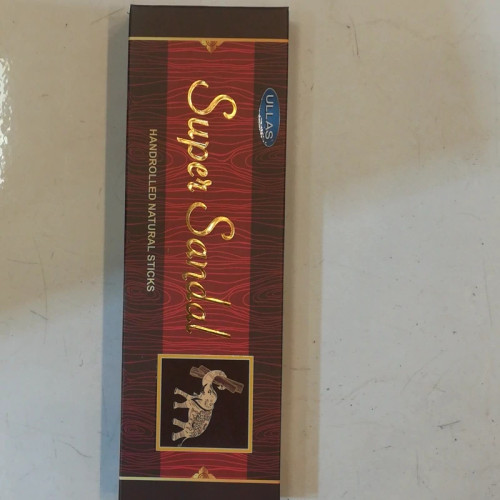 ULLAS
Super Sandal
HANDROLLED NATURAL STICKS